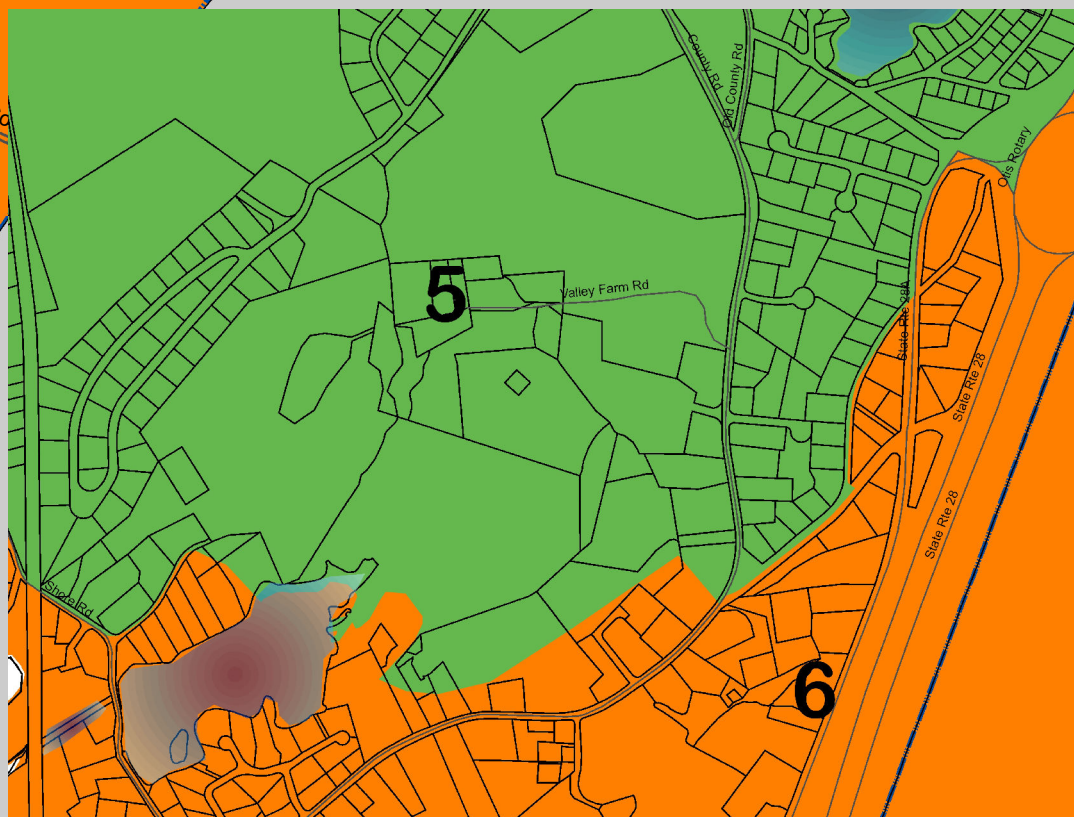 County Rd
Old County Rd
Otis Rotary
5
Valley Farm Rd
State Rte 28A
State Rte 28
State Rte 28
Shore Rd
6